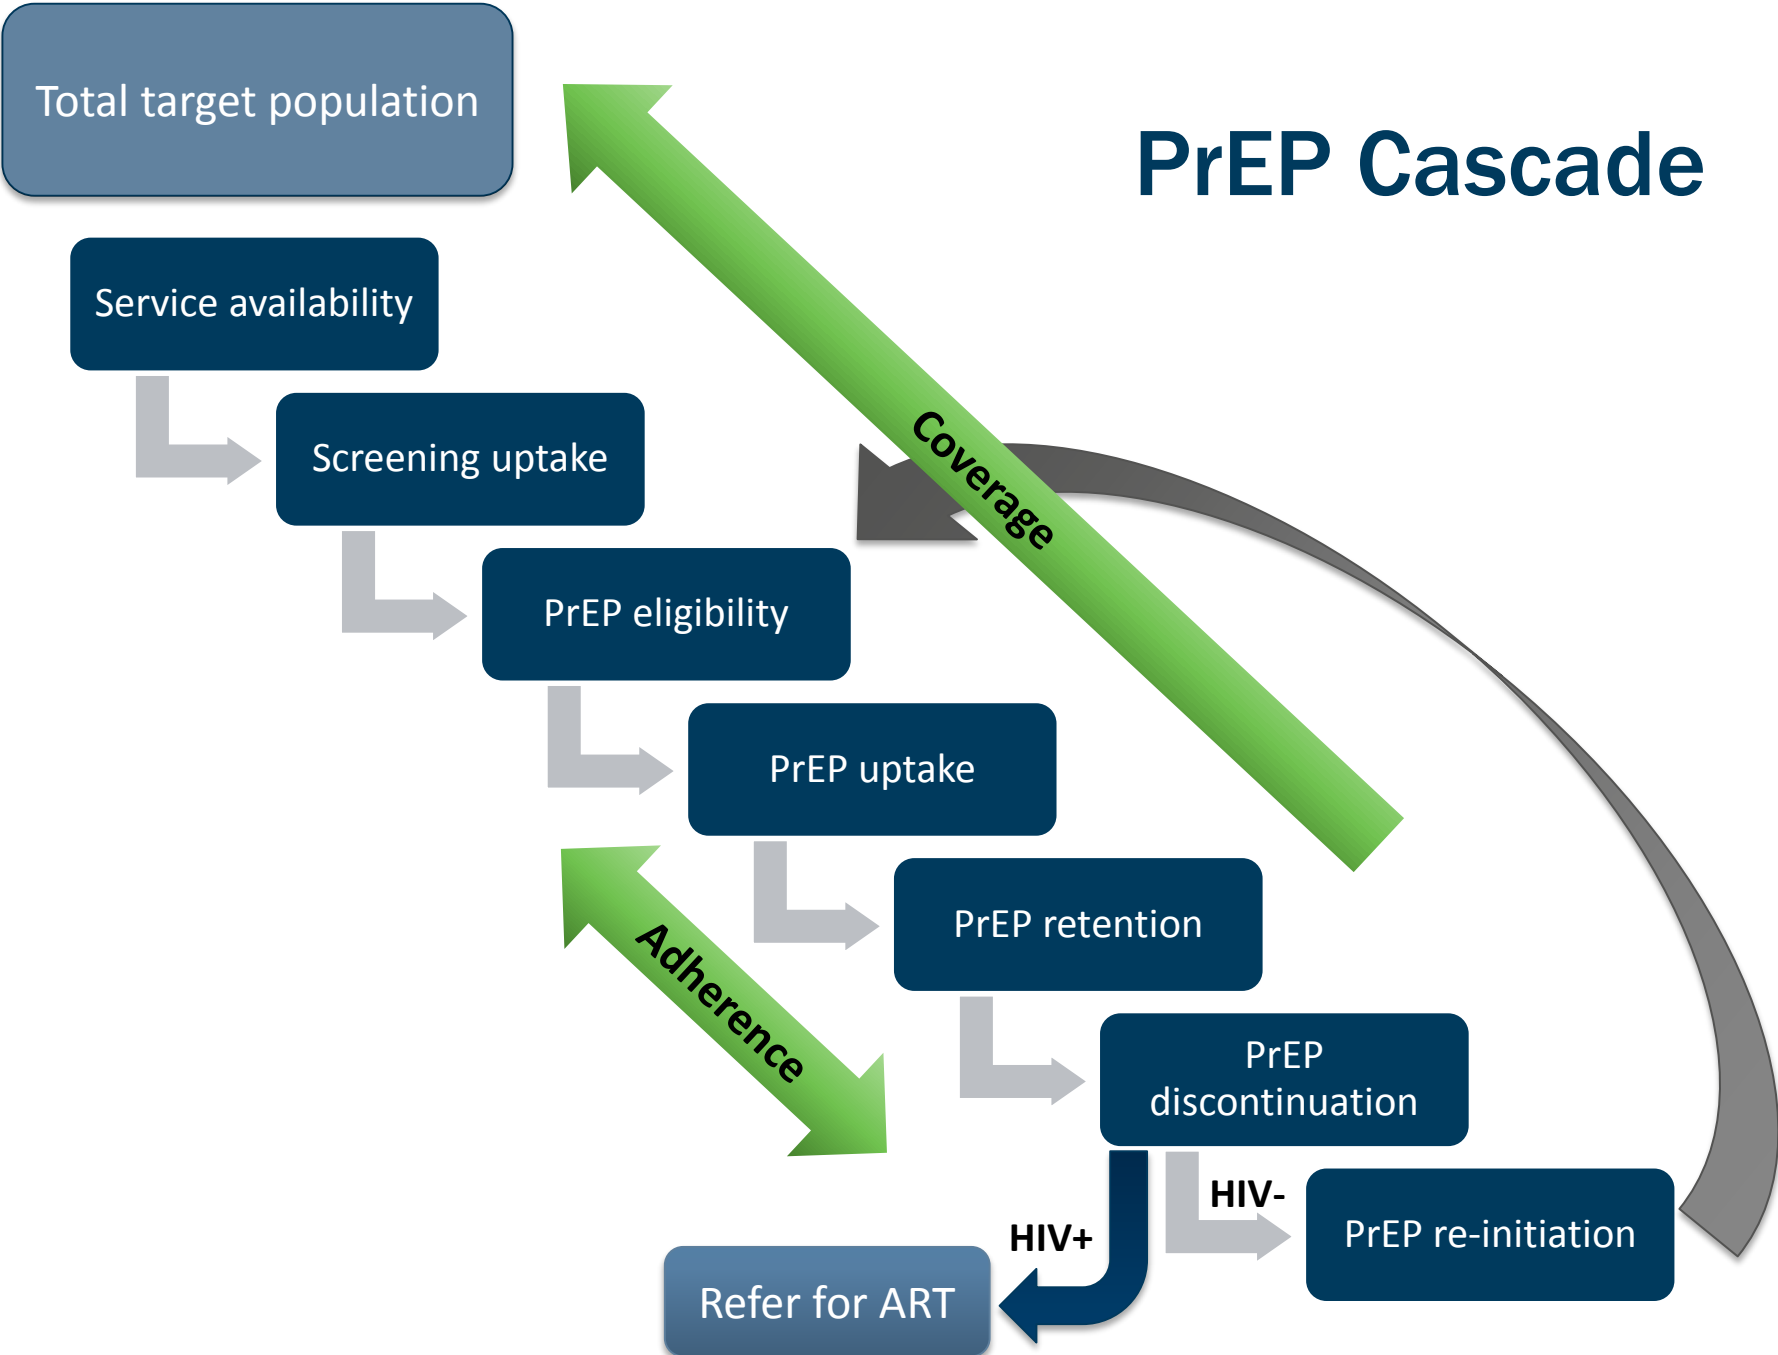 Total target population
PrEP Cascade
Service availability
Screening uptake
Coverage
PrEP eligibility
PrEP uptake
Adherence
PrEP retention
PrEP
discontinuation
HIV-
HIV+
PrEP re-initiation
Refer for ART